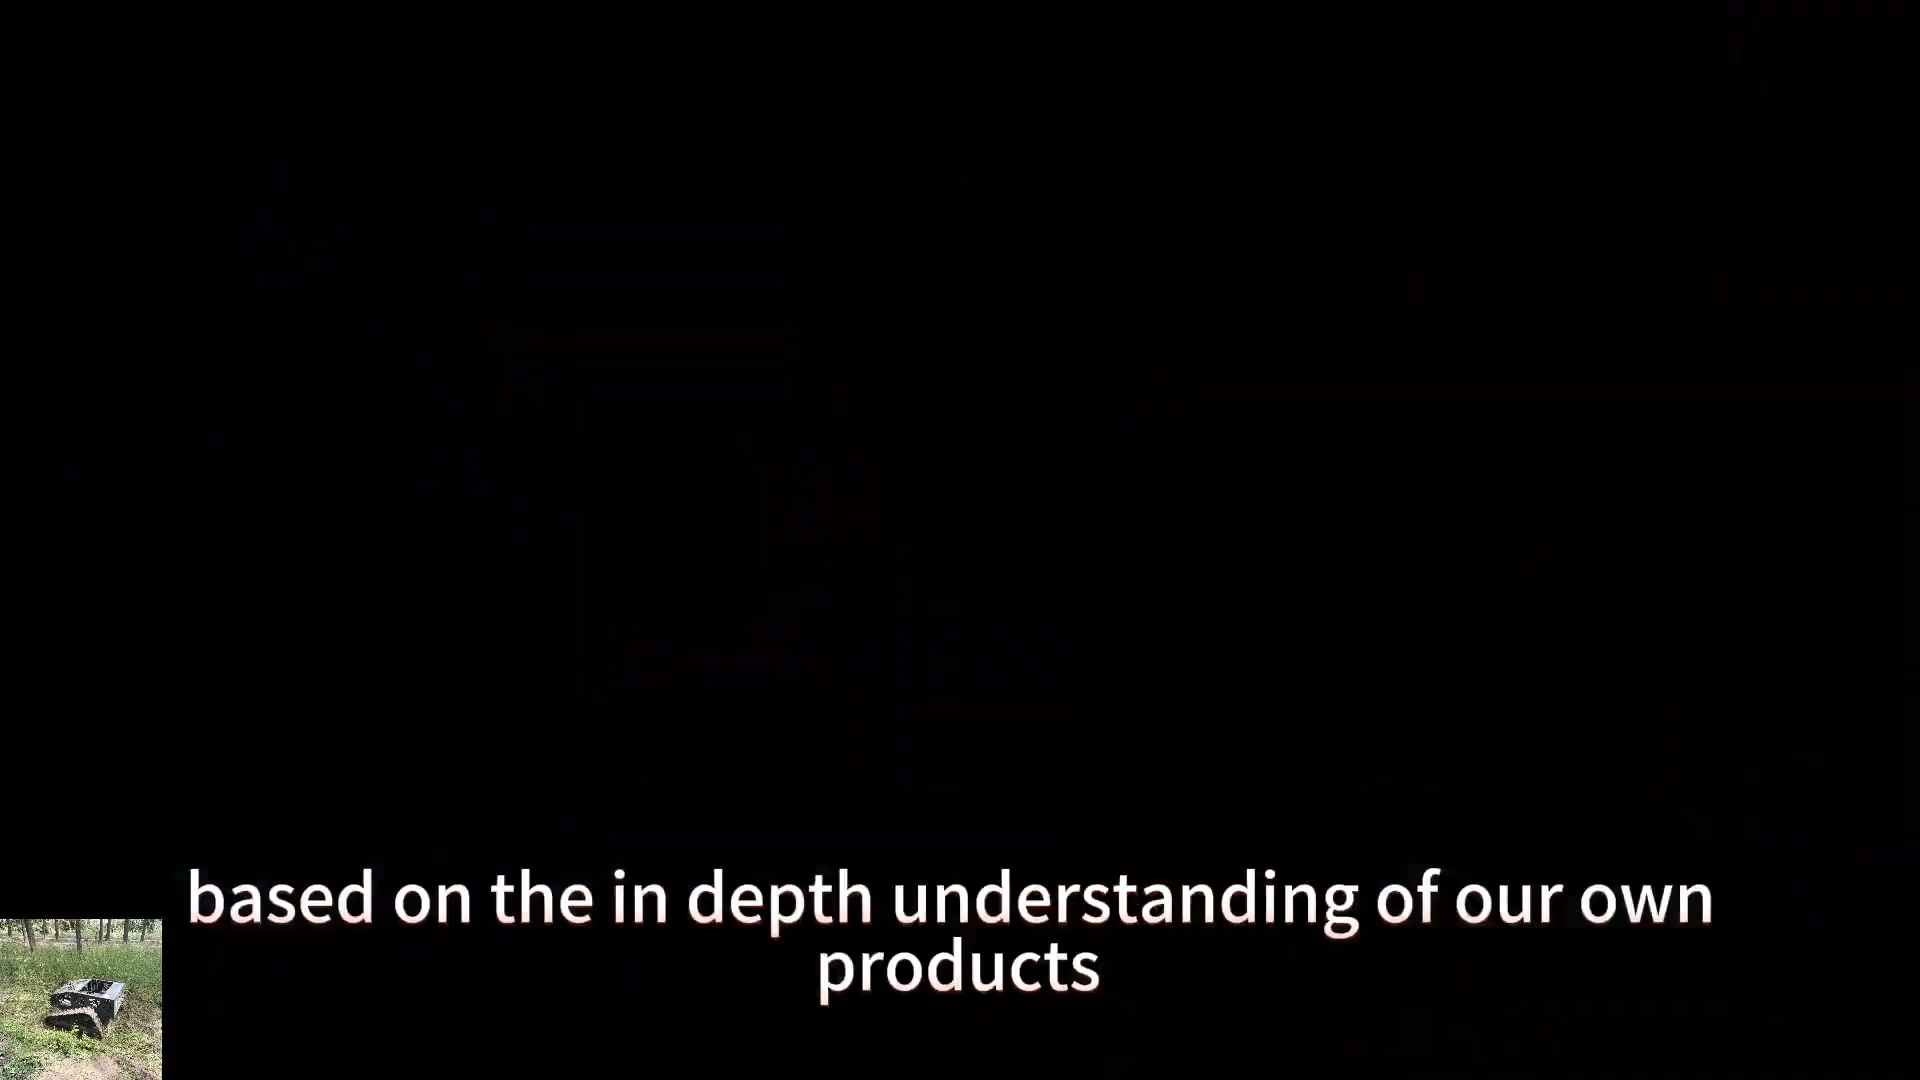 based on the in depth understanding of our own
products